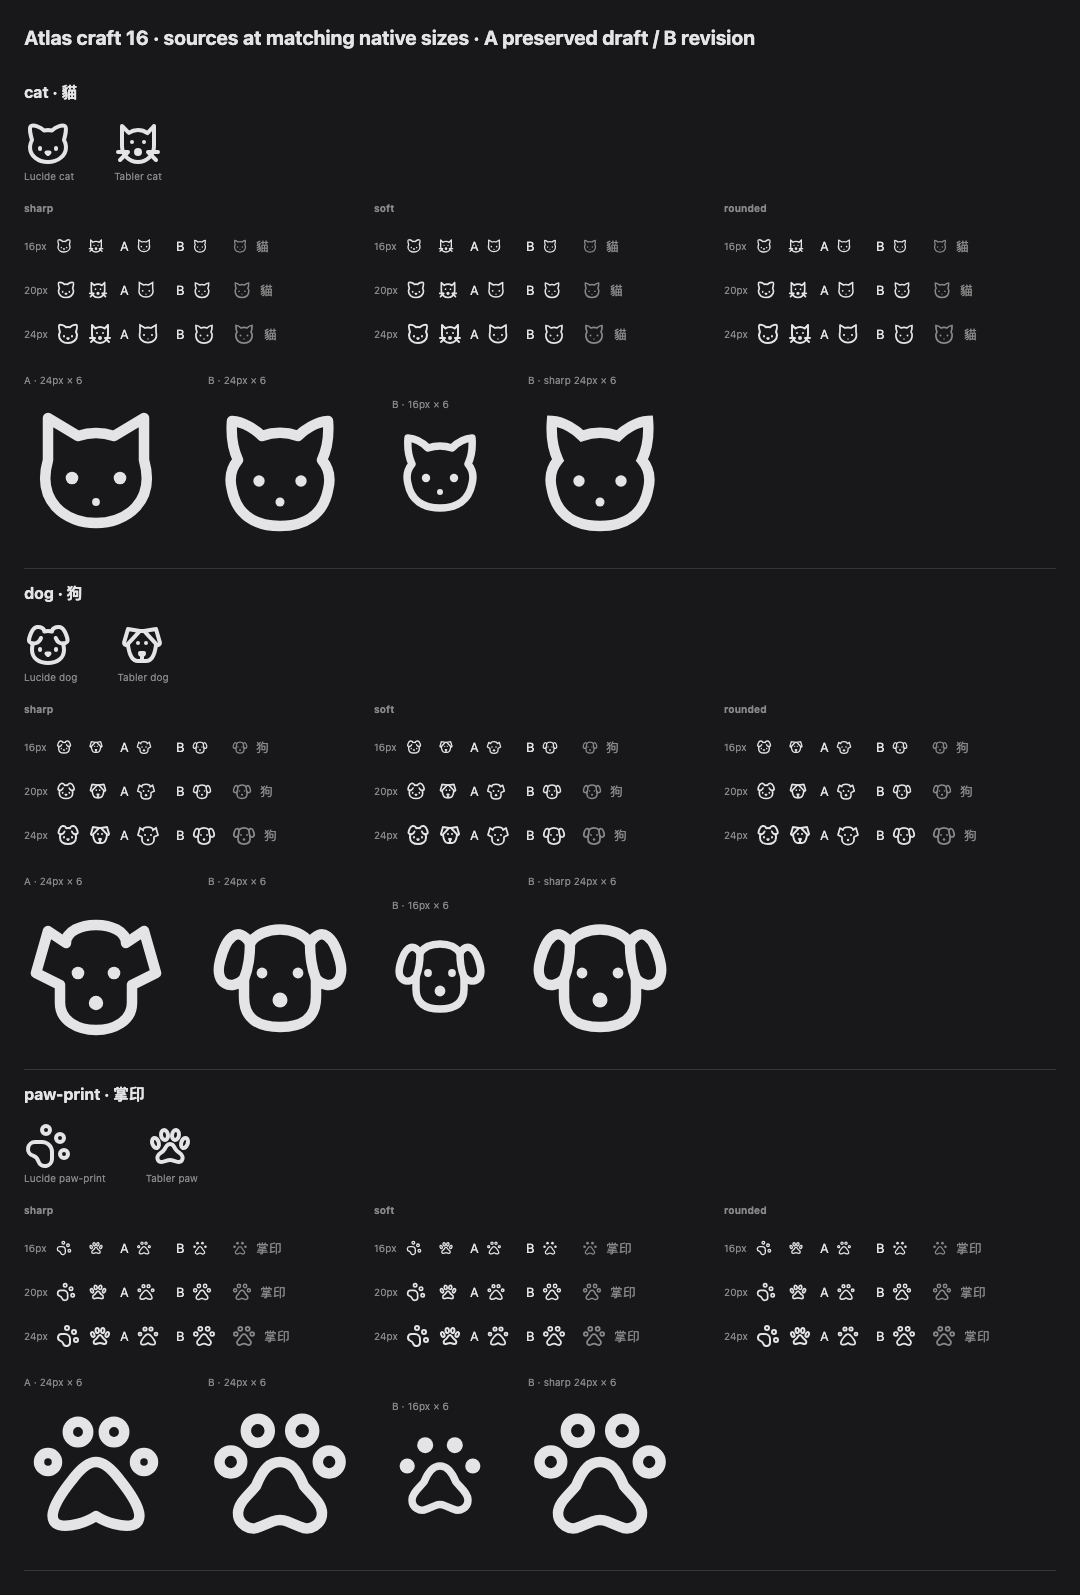 Atlas craft 16 · sources at matching native sizes · A preserved draft / B revision
cat · 貓
Lucide cat Tabler cat
sharp soft rounded
16px A B 貓 16px A B 貓 16px A B 貓
20px A B 貓 20px A B 貓 20px A B 貓
24px A B 貓 24px A B 貓 24px A B 貓
A · 24px × 6 B · 24px × 6 B · sharp 24px × 6
B · 16px × 6
dog · 狗
Lucide dog Tabler dog
sharp soft rounded
16px A B 狗 16px A B 狗 16px A B 狗
20px A B 狗 20px A B 狗 20px A B 狗
24px A B 狗 24px A B 狗 24px A B 狗
A · 24px × 6 B · 24px × 6 B · sharp 24px × 6
B · 16px × 6
paw-print · 掌印
Lucide paw-print Tabler paw
sharp soft rounded
16px A B 掌印 16px A B 掌印 16px A B 掌印
20px A B 掌印 20px A B 掌印 20px A B 掌印
24px A B 掌印 24px A B 掌印 24px A B 掌印
A · 24px × 6 B · 24px × 6 B · sharp 24px × 6
B · 16px × 6